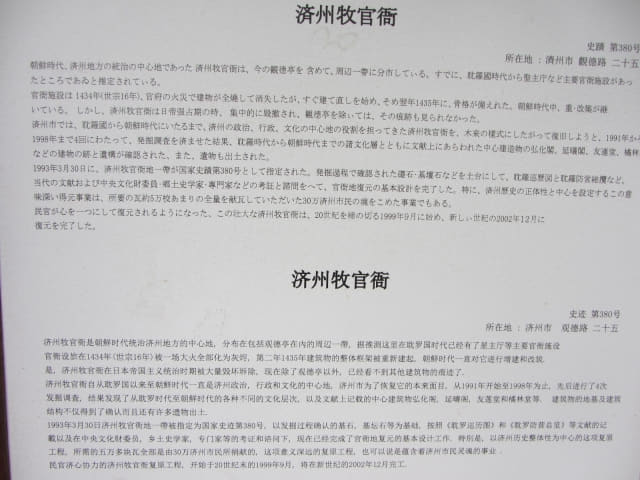 済州牧官衙
史蹟 第380号
所在地 : 済州市 觀德路 二十五
朝鮮時代、済州地方の統治の中心地であった 済州牧官衙は、今の觀德亭を 含めて、周辺一帯に分布している。すでに、耽羅國時代から星主庁など主要官衙施設があっ
たところであると推定されている。
官衙施設は 1434年(世宗16年)、官府の火災で建物が全焼して消失したが、すぐ建て直しを始め、そめ翌年1435年に、骨格が備えれた。朝鮮時代中、重·改築が継
いている。 しかし、済州牧官衙は日帝强占期の時、集中的に毁撤され、觀德亭を除いては、その痕跡も見られなかった。
済州市では、耽羅國から朝鮮時代にいたるまで、済州の政治、行政、文化の中心地の役割を担ってきた済州牧官衙を、木来の樣式にしたがって復旧しようと、1991年から
1998年まで4回にわたって、発掘調査を済ませた結果、耽羅時代から朝鮮時代までの諸文化層とともに文献上にあらわれた中心建造物の弘化閣、延曦閣、友蓮堂、橘林
などの建物の跡と遺構が確認された、また、遺物も出土された。
1993年3月30日に、済州牧官衙地一帯が国家史蹟第380号として指定された。発掘過程で確認された礎石·基壇石などを土台にして、耽羅巡歷図と耽羅防営総攬など、
当代の文献および中央文化財委員·郷土史学家·専門家などの考証と諮問をへて、官衙地復元の基本設計を完了した。特に、済州歴史の正体性と中心を設定するこの意
味深い得元事業は、所要の瓦約5万枚あまりの全量を献瓦していただいた30万済州市民の魂をこめた事業でもある。
民官が心を一つにして復元されるようになった、この壮大な済州牧官衙は、20世紀を締め切る1999年9月に始め、新しい世紀の2002年12月に
復元を完了した。
済州牧官衙
史迹 第380号
所在地 : 済州市 观德路 二十五
済州牧官衙是朝鲜时代统治济州地方的中心地，分布在包括观德亭在内的周边一帯，据推测这里在耽罗国时代已经有了星主厅等主要官衙施设
官衙设施在1434年(世宗16年)被一场大火全部化为灰烬，第二年1435年建筑物的整体框架被重新建起，朝鲜时代一直对它进行增建和改筑
是，济州牧官衙在日本帝国主义统治时期被大量毁坏班除，现在除了观德亭以外，已经看不到其他建筑物的痕迹了.
济州牧官衙自从耽罗国以来至朝鲜时代一直是济州政治，行政和文化的中心地，济州市为了恢复它的本来面目，从1991年开始至1998年为止，先后进行了4次
发掘调查，结果发现了从耽罗时代至朝鲜时代的各种不同的文化层次，以及文献上记载的中心建筑物弘化阁，延曦阁，友莲堂和橘林堂等. 建筑物的地基及建筑
结构不仅得到了确认而且还有许多遗物出土.
1993年3月30日济州牧官衙地一带被指定为国家史迹第380号，以发掘过程确认的基石，基坛石等为基础，按照《耽罗巡历图》和《耽罗防营总览》等文献的记
载以及在中央文化财委员，乡土史学家，专门家等的考证和谘问下，现在已经完成了官衙地复元的基本设计工作. 特别是，以济州历史整体性为中心的这项复原
工程，所需的五万多块瓦全部是由30万济州市民所捐献的，这项意义深远的复原工程，也可以说是蕴含着济州市民灵魂的事业.
民官济心协力的济州牧官衙复原工程，开始于20世纪末的1999年9月，将在新世纪的2002年12月完工.